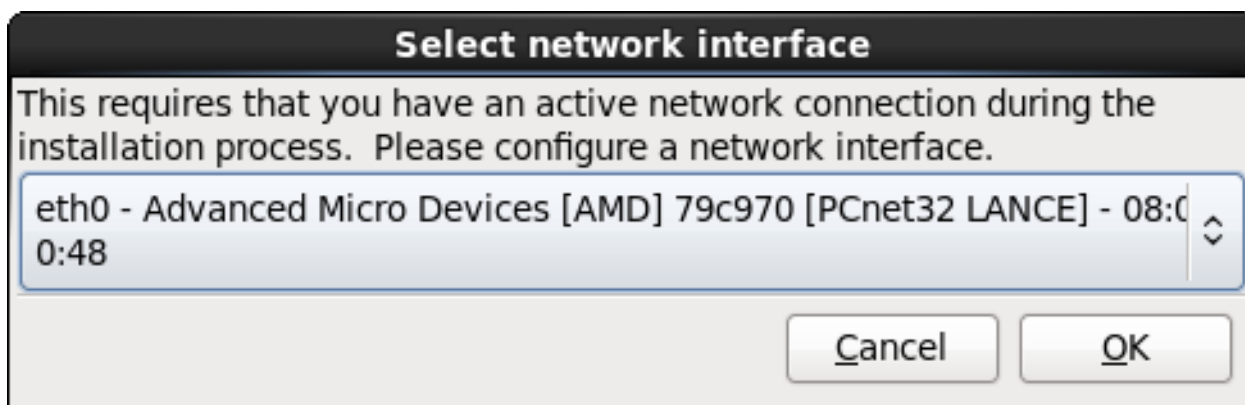 Select network interface
This requires that you have an active network connection during the
installation process.  Please configure a network interface.
eth0 - Advanced Micro Devices [AMD] 79c970 [PCnet32 LANCE] - 08:0
0:48
Cancel
OK